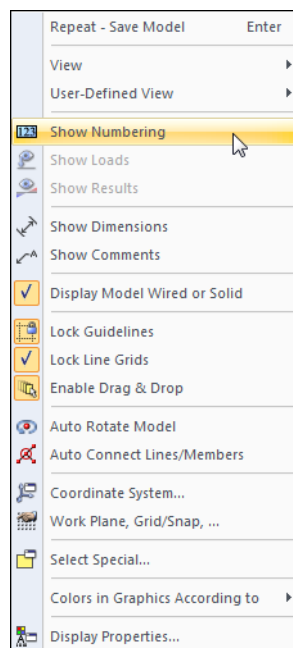 Repeat - Save Model Enter
View
User-Defined View
123 Show Numbering
Show Loads
Show Results
Show Dimensions
A Show Comments
Display Model Wired or Solid
Lock Guidelines
Lock Line Grids
Enable Drag & Drop
Auto Rotate Model
Auto Connect Lines/Members
Coordinate System...
Work Plane, Grid/Snap, ...
Select Special...
Colors in Graphics According to
A Display Properties...